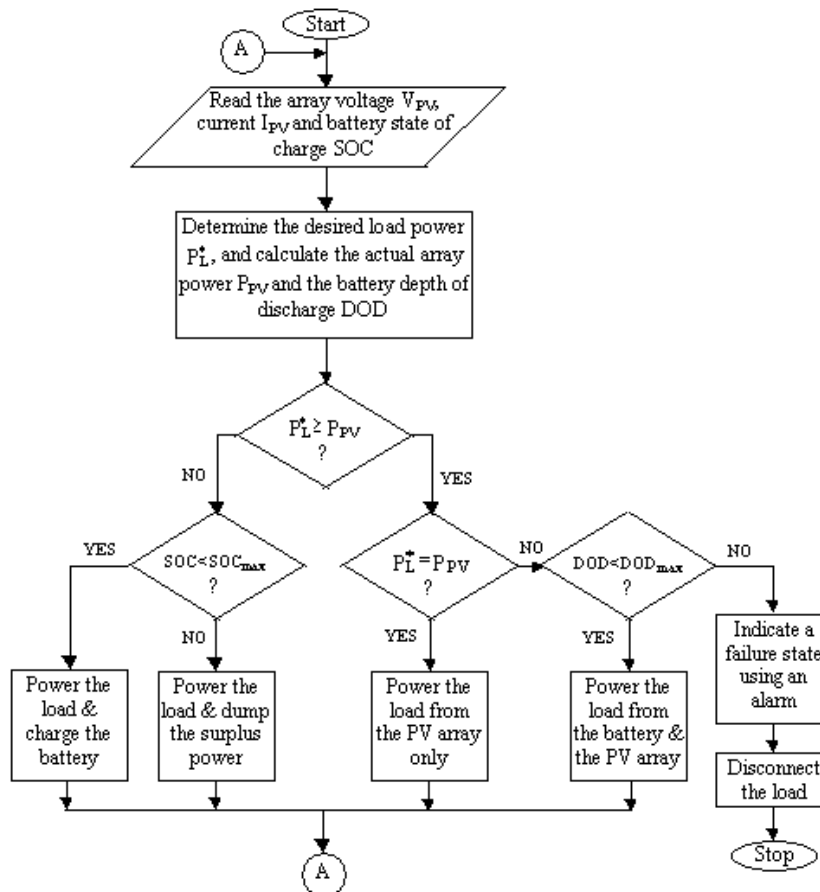 Start
A
Read the array voltage V_PV,
current I_PV and battery state of
charge SOC
Determine the desired load power
P*_L, and calculate the actual array
power P_PV and the battery depth of
discharge DOD
P*_L ≥ P_PV
?
NO
YES
YES
SOC<SOC_max
?
P*_L = P_PV
?
NO
DOD<DOD_max
?
NO
NO
YES
YES
Power the
load &
charge the
battery
Power the
load & dump
the surplus
power
Power the
load from
the PV array
only
Power the
load from
the battery &
the PV array
Indicate a
failure state
using an
alarm
Disconnect
the load
A
Stop